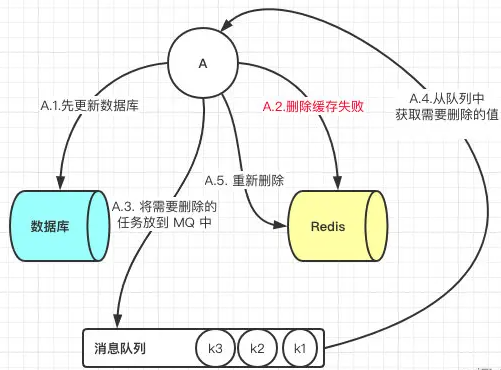 A
A.1.先更新数据库
A.2.删除缓存失败
A.4.从队列中
获取需要删除的值
A.5. 重新删除
A.3. 将需要删除的
任务放到 MQ 中
数据库
Redis
消息队列 k3 k2 k1